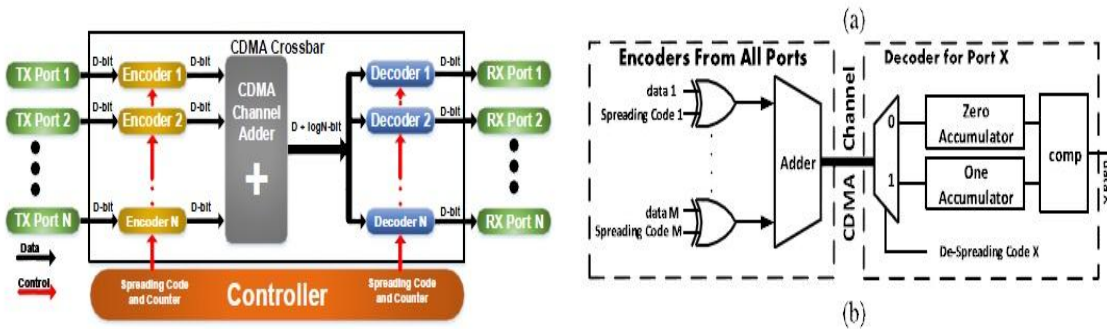 CDMA Crossbar
D-bit
D-bit
D-bit
D-bit
TX Port 1
Encoder 1
Decoder 1
RX Port 1
CDMA
Channel
Adder
+
D-bit
D-bit
D-bit
D-bit
TX Port 2
Encoder 2
D + logN-bit
Decoder 2
RX Port 2
D-bit
D-bit
D-bit
D-bit
TX Port N
Encoder N
Decoder N
RX Port N
Data
Control
Spreading Code
and Counter
Controller
Spreading Code
and Counter
(a)
Encoders From All Ports
data 1
Spreading Code 1
data M
Spreading Code M
Adder
CDMA Channel
Decoder for Port X
0
1
Zero
Accumulator
One
Accumulator
comp
De-Spreading Code X
(b)